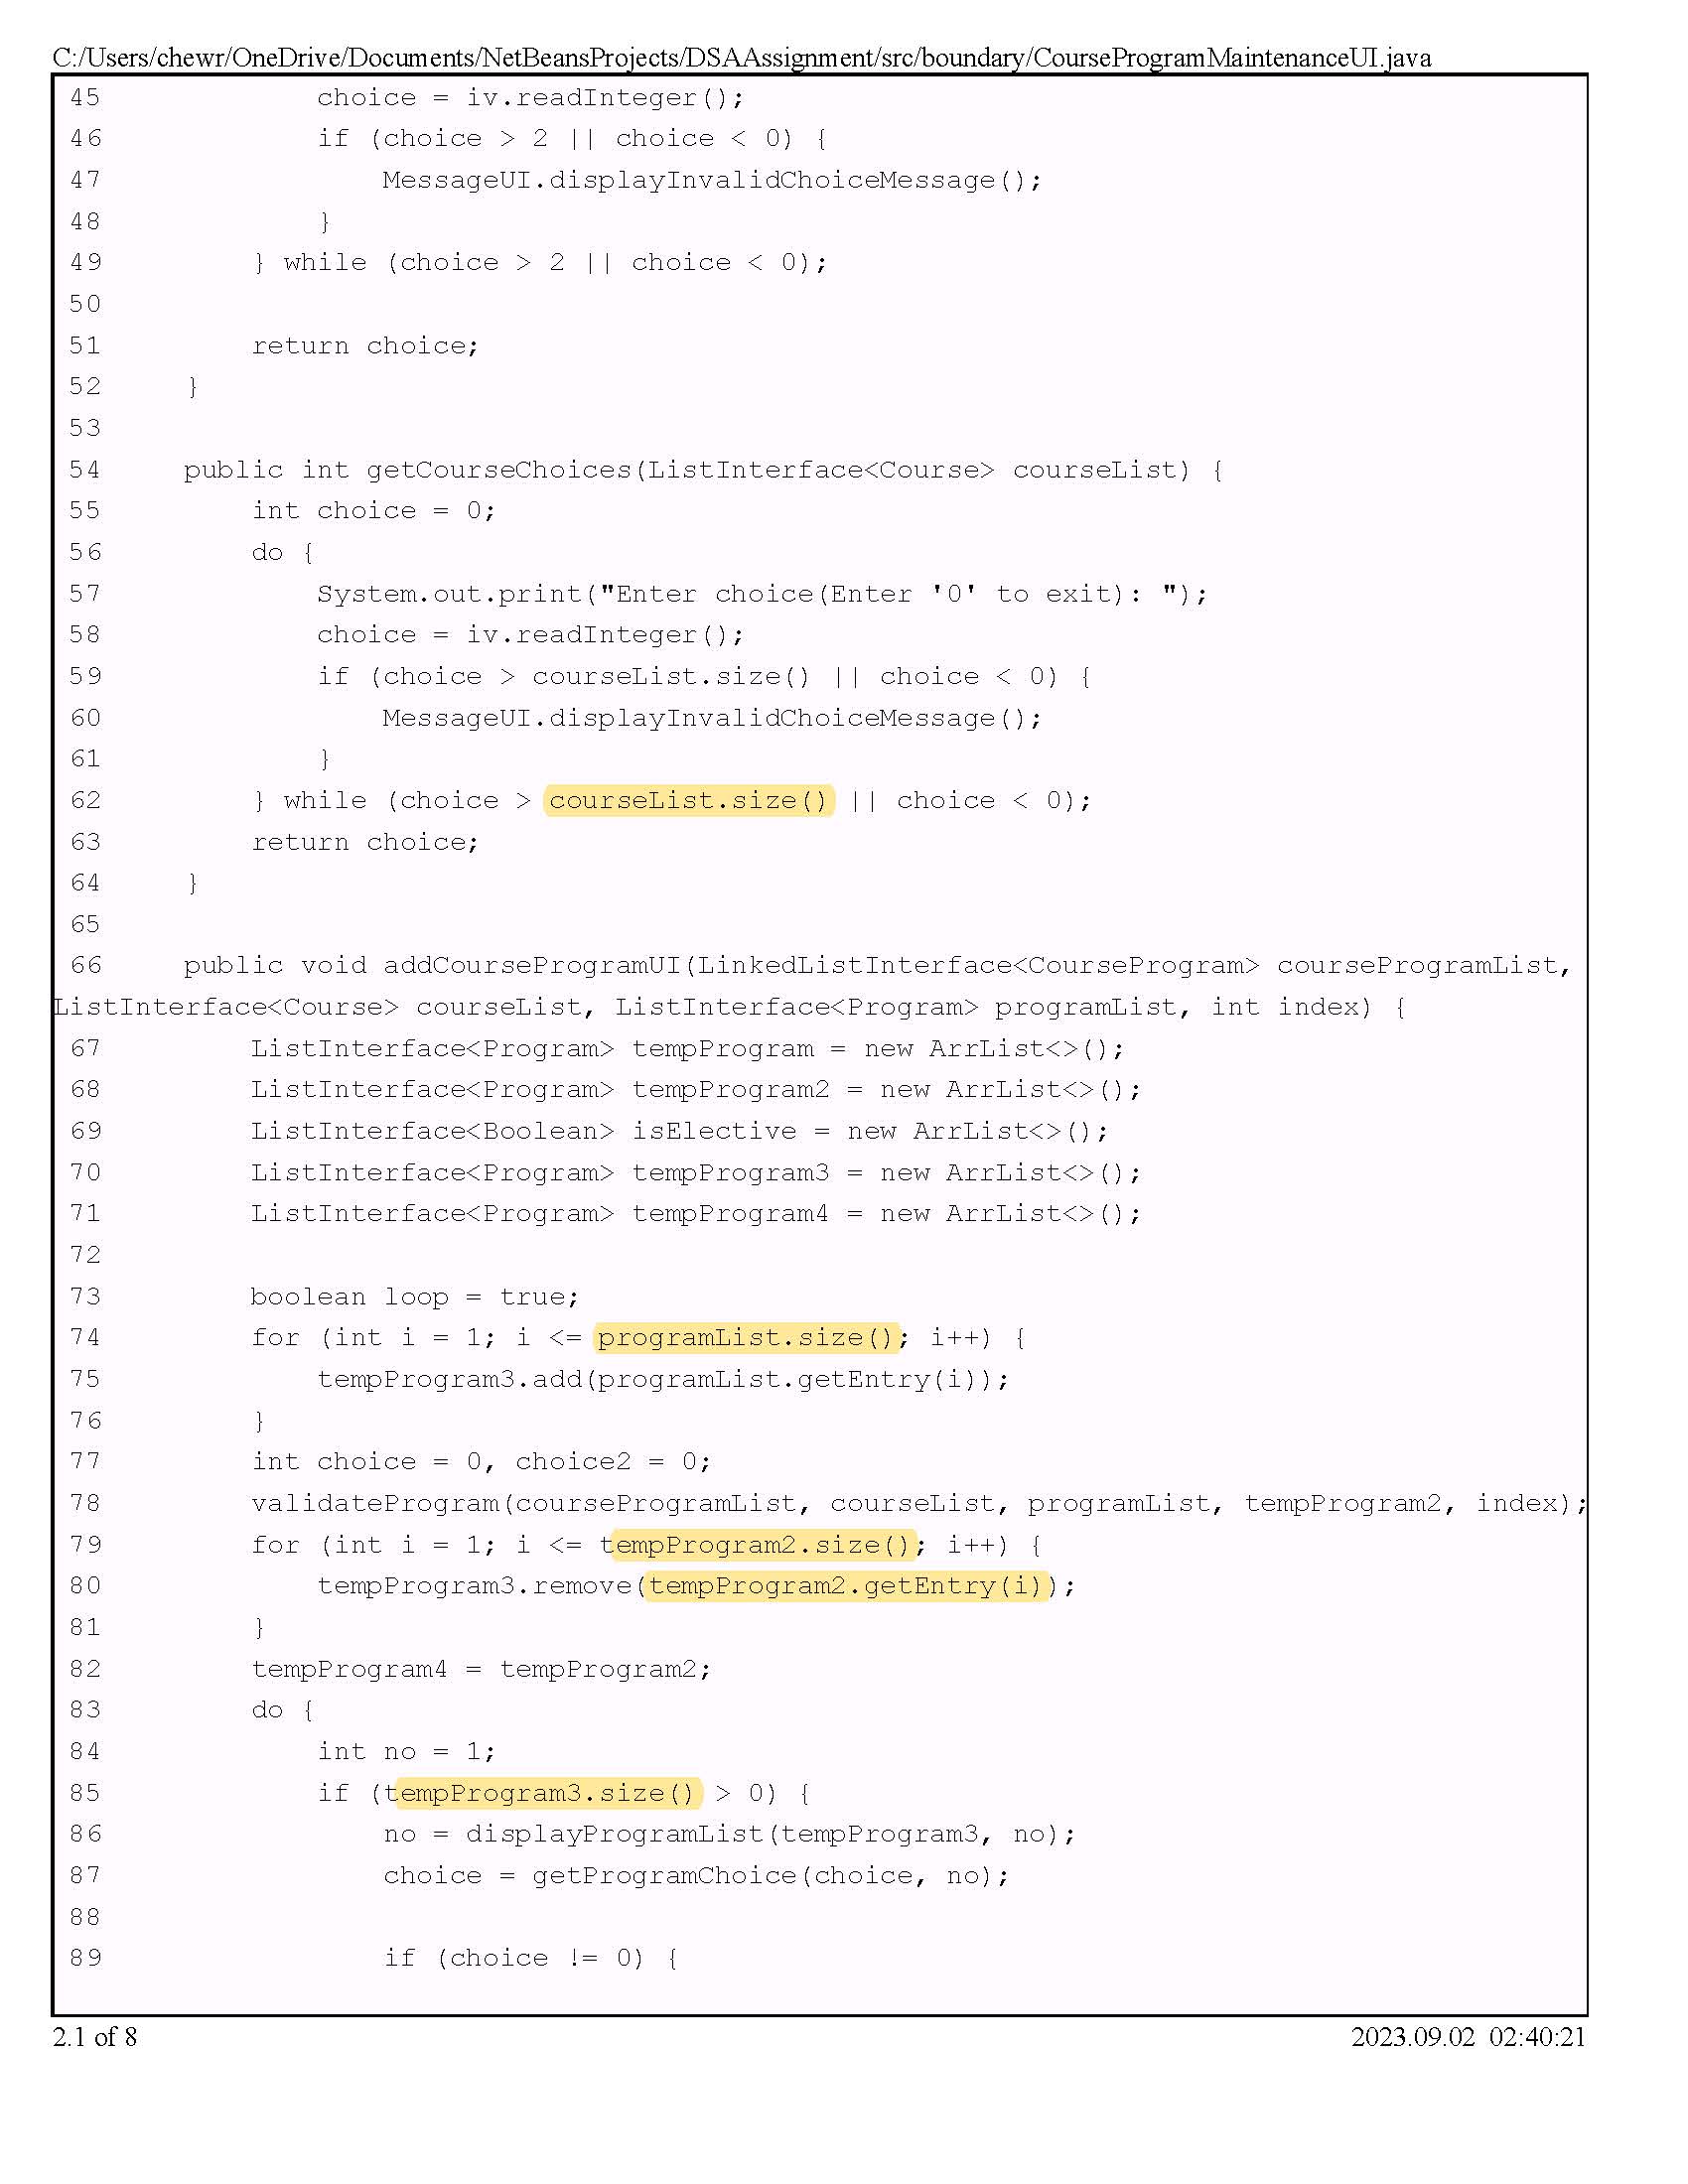 C:/Users/chewr/OneDrive/Documents/NetBeansProjects/DSAAssignment/src/boundary/CourseProgramMaintenanceUI.java
45             choice = iv.readInteger();
46             if (choice > 2 || choice < 0) {
47                 MessageUI.displayInvalidChoiceMessage();
48             }
49         } while (choice > 2 || choice < 0);
50
51         return choice;
52     }
53
54     public int getCourseChoices(ListInterface<Course> courseList) {
55         int choice = 0;
56         do {
57             System.out.print("Enter choice(Enter '0' to exit): ");
58             choice = iv.readInteger();
59             if (choice > courseList.size() || choice < 0) {
60                 MessageUI.displayInvalidChoiceMessage();
61             }
62         } while (choice > courseList.size() || choice < 0);
63         return choice;
64     }
65
66     public void addCourseProgramUI(LinkedListInterface<CourseProgram> courseProgramList,
ListInterface<Course> courseList, ListInterface<Program> programList, int index) {
67         ListInterface<Program> tempProgram = new ArrList<>();
68         ListInterface<Program> tempProgram2 = new ArrList<>();
69         ListInterface<Boolean> isElective = new ArrList<>();
70         ListInterface<Program> tempProgram3 = new ArrList<>();
71         ListInterface<Program> tempProgram4 = new ArrList<>();
72
73         boolean loop = true;
74         for (int i = 1; i <= programList.size(); i++) {
75             tempProgram3.add(programList.getEntry(i));
76         }
77         int choice = 0, choice2 = 0;
78         validateProgram(courseProgramList, courseList, programList, tempProgram2, index);
79         for (int i = 1; i <= tempProgram2.size(); i++) {
80             tempProgram3.remove(tempProgram2.getEntry(i));
81         }
82         tempProgram4 = tempProgram2;
83         do {
84             int no = 1;
85             if (tempProgram3.size() > 0) {
86                 no = displayProgramList(tempProgram3, no);
87                 choice = getProgramChoice(choice, no);
88
89                 if (choice != 0) {
2.1 of 8
2023.09.02 02:40:21